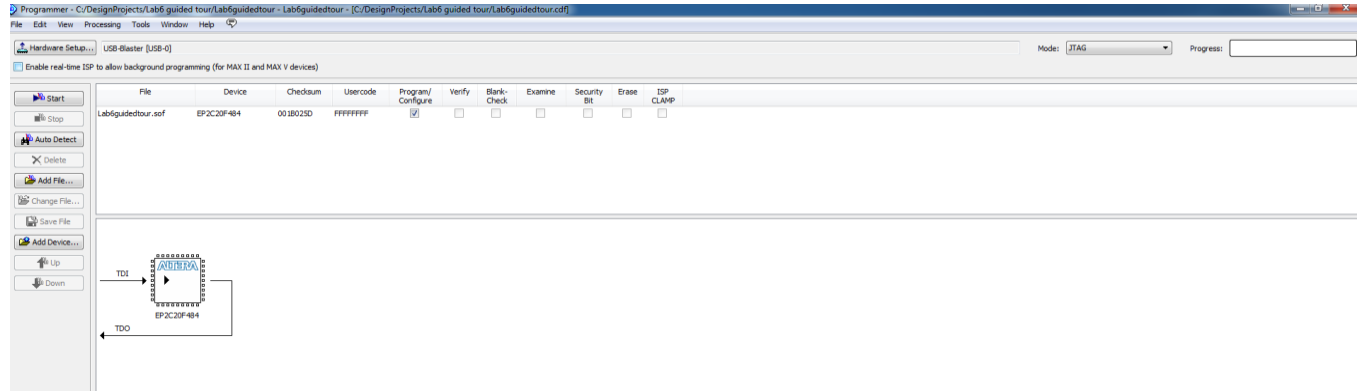 Programmer - C:/DesignProjects/Lab6 guided tour/Lab6guidedtour - Lab6guidedtour - [C:/DesignProjects/Lab6 guided tour/Lab6guidedtour.cdf]
File Edit View Processing Tools Window Help
Hardware Setup... USB-Blaster [USB-0] Mode: JTAG Progress:
Enable real-time ISP to allow background programming (for MAX II and MAX V devices)
Start
Stop
Auto Detect
Delete
Add File...
Change File...
Save File
Add Device...
Up
Down
File Device Checksum Usercode Program/ Verify Blank- Examine Security Erase ISP
Configure Check Bit CLAMP
Lab6guidedtour.sof EP2C20F484 001B025D FFFFFFFF
ALTERA
TDI
EP2C20F484
TDO